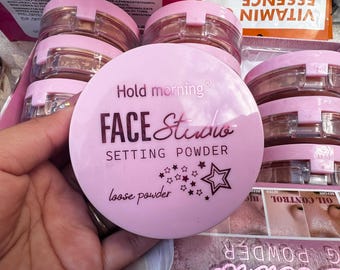 VITAMIN
ESSENCE
Hold morning®
FACE Studio
SETTING POWDER
loose powder
OIL CONTROL
POWDER